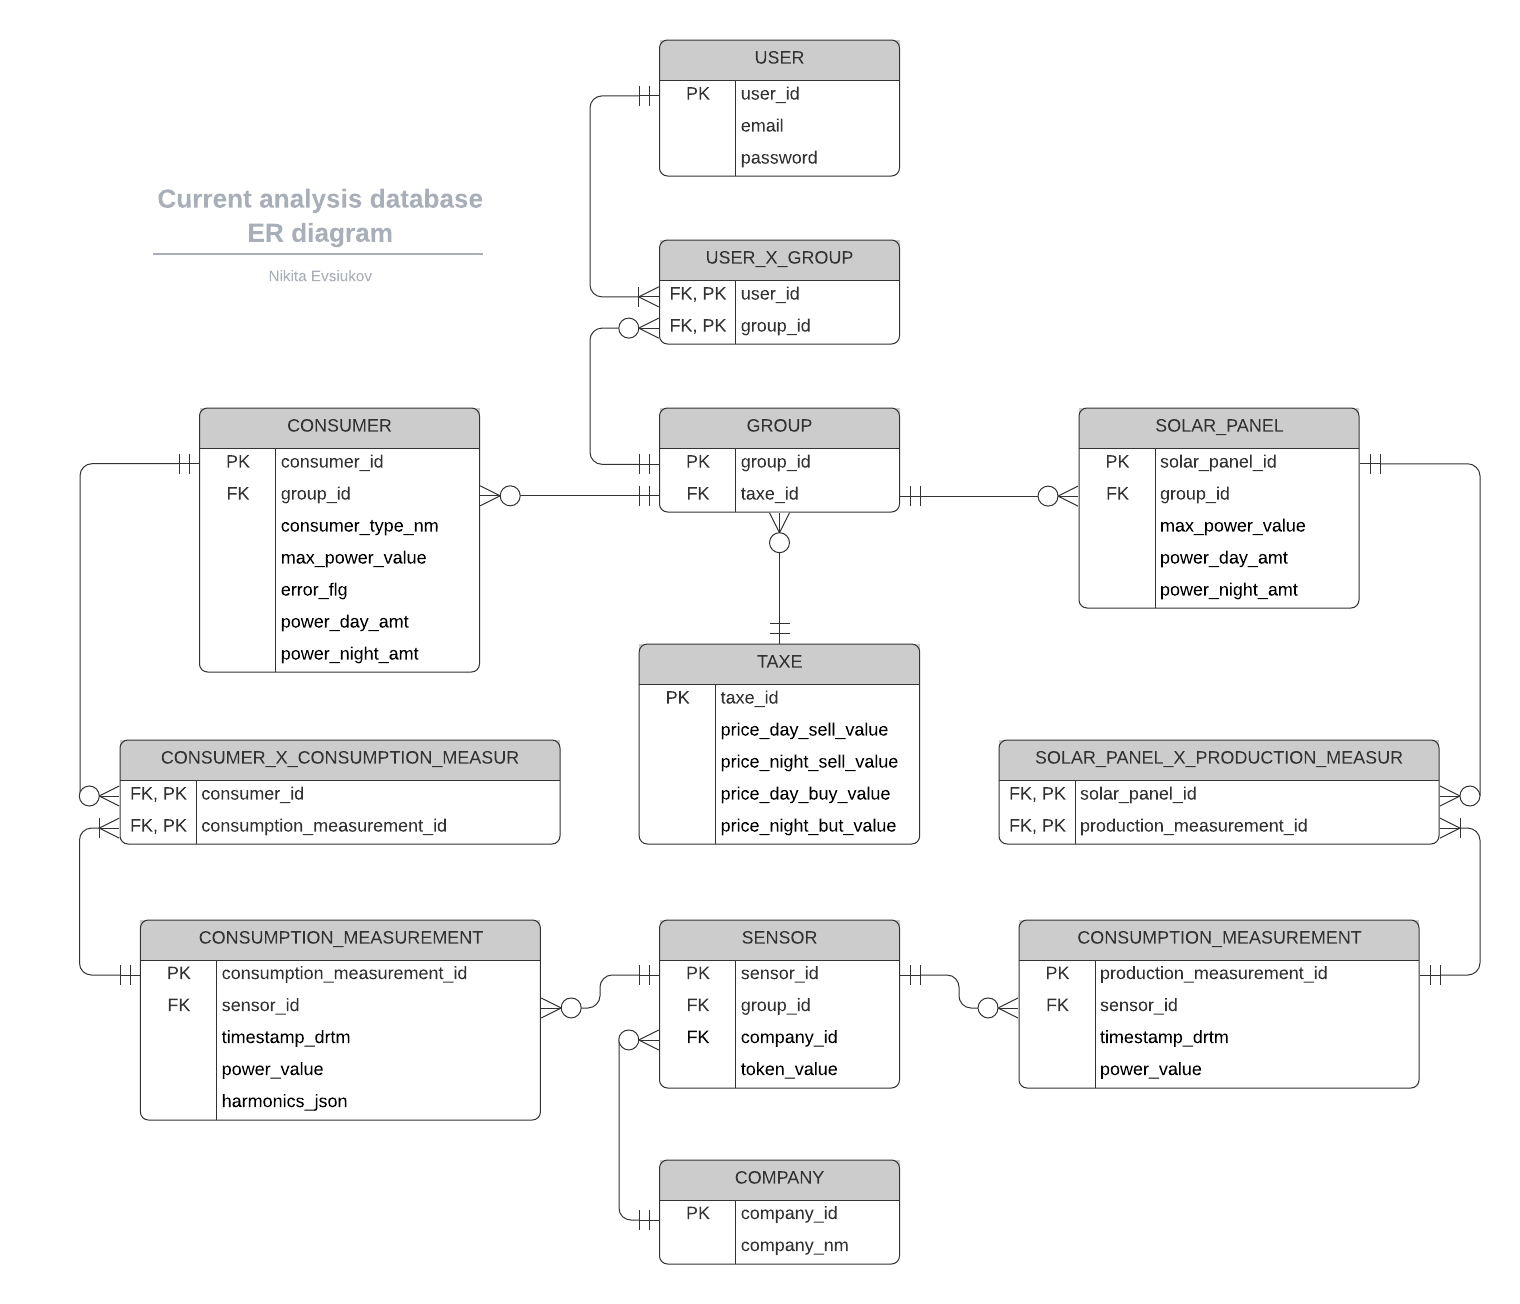 USER
PK user_id
email
password
Current analysis database
ER diagram
Nikita Evsiukov
USER_X_GROUP
FK, PK user_id
FK, PK group_id
CONSUMER
PK consumer_id
FK group_id
consumer_type_nm
max_power_value
error_flg
power_day_amt
power_night_amt
GROUP
PK group_id
FK taxe_id
SOLAR_PANEL
PK solar_panel_id
FK group_id
max_power_value
power_day_amt
power_night_amt
TAXE
PK taxe_id
price_day_sell_value
price_night_sell_value
price_day_buy_value
price_night_but_value
CONSUMER_X_CONSUMPTION_MEASUR
FK, PK consumer_id
FK, PK consumption_measurement_id
SOLAR_PANEL_X_PRODUCTION_MEASUR
FK, PK solar_panel_id
FK, PK production_measurement_id
CONSUMPTION_MEASUREMENT
PK consumption_measurement_id
FK sensor_id
timestamp_drtm
power_value
harmonics_json
SENSOR
PK sensor_id
FK group_id
FK company_id
token_value
CONSUMPTION_MEASUREMENT
PK production_measurement_id
FK sensor_id
timestamp_drtm
power_value
COMPANY
PK company_id
company_nm